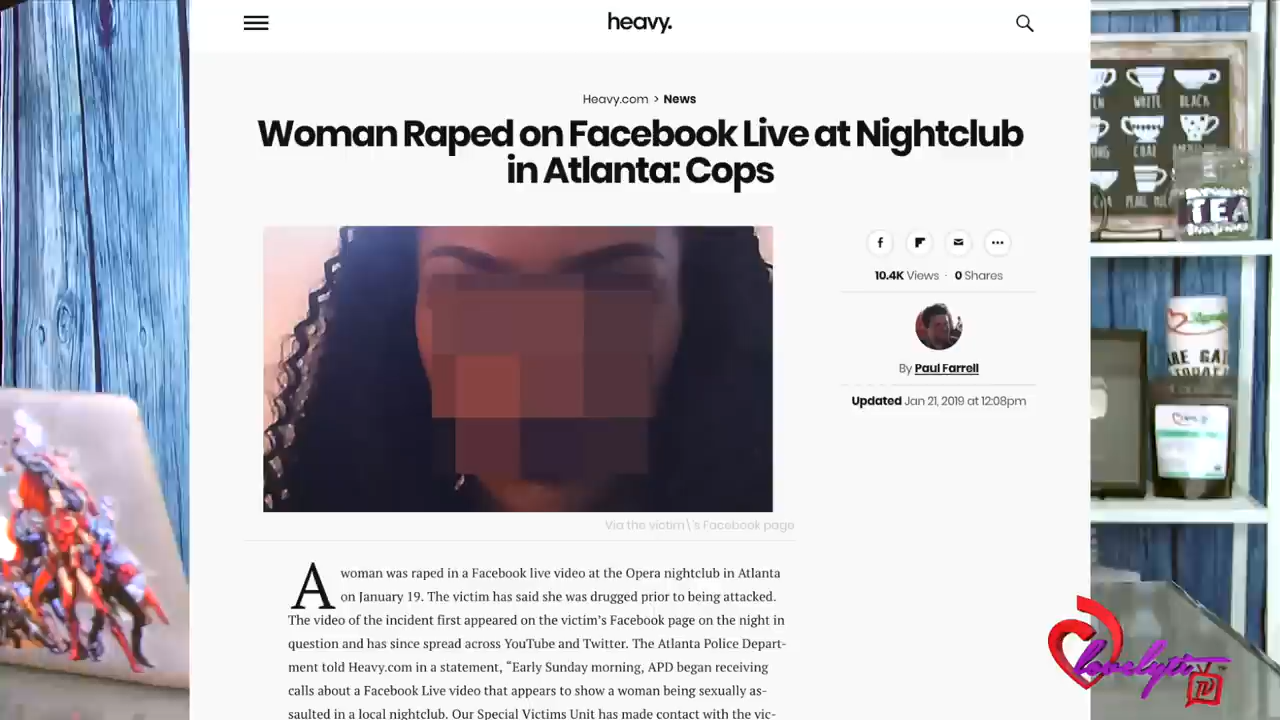 heavy.
Heavy.com > News
Woman Raped on Facebook Live at Nightclub
in Atlanta: Cops
10.4K Views · 0 Shares
By Paul Farrell
Updated Jan 21, 2019 at 12:08pm
Via the victim\'s Facebook page
A woman was raped in a Facebook live video at the Opera nightclub in Atlanta
on January 19. The victim has said she was drugged prior to being attacked.
The video of the incident first appeared on the victim's Facebook page on the night in
question and has since spread across YouTube and Twitter. The Atlanta Police Depart-
ment told Heavy.com in a statement, “Early Sunday morning, APD began receiving
calls about a Facebook Live video that appears to show a woman being sexually as-
saulted in a local nightclub. Our Special Victims Unit has made contact with the vic-
WHITE BLACK
TEA
lovelyti
TV